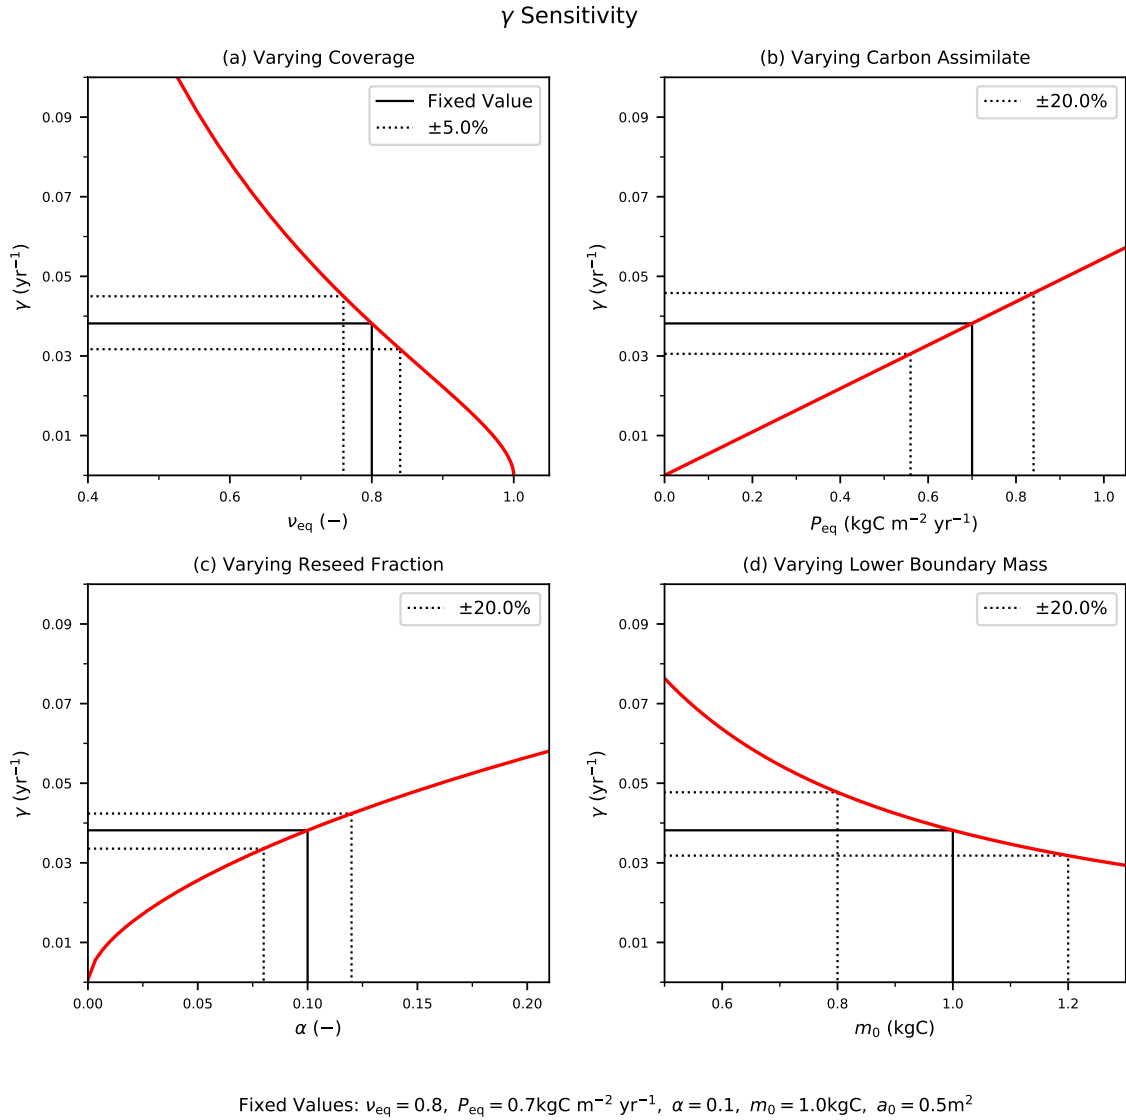 γ Sensitivity
(a) Varying Coverage
Fixed Value
±5.0%
0.09
0.07
0.05
0.03
0.01
γ (yr⁻¹)
0.4 0.6 0.8 1.0
ν_eq (−)
(b) Varying Carbon Assimilate
±20.0%
0.09
0.07
0.05
0.03
0.01
γ (yr⁻¹)
0.0 0.2 0.4 0.6 0.8 1.0
P_eq (kgC m⁻² yr⁻¹)
(c) Varying Reseed Fraction
±20.0%
0.09
0.07
0.05
0.03
0.01
γ (yr⁻¹)
0.00 0.05 0.10 0.15 0.20
α (−)
(d) Varying Lower Boundary Mass
±20.0%
0.09
0.07
0.05
0.03
0.01
γ (yr⁻¹)
0.6 0.8 1.0 1.2
m₀ (kgC)
Fixed Values: ν_eq = 0.8, P_eq = 0.7kgC m⁻² yr⁻¹, α = 0.1, m₀ = 1.0kgC, a₀ = 0.5m²